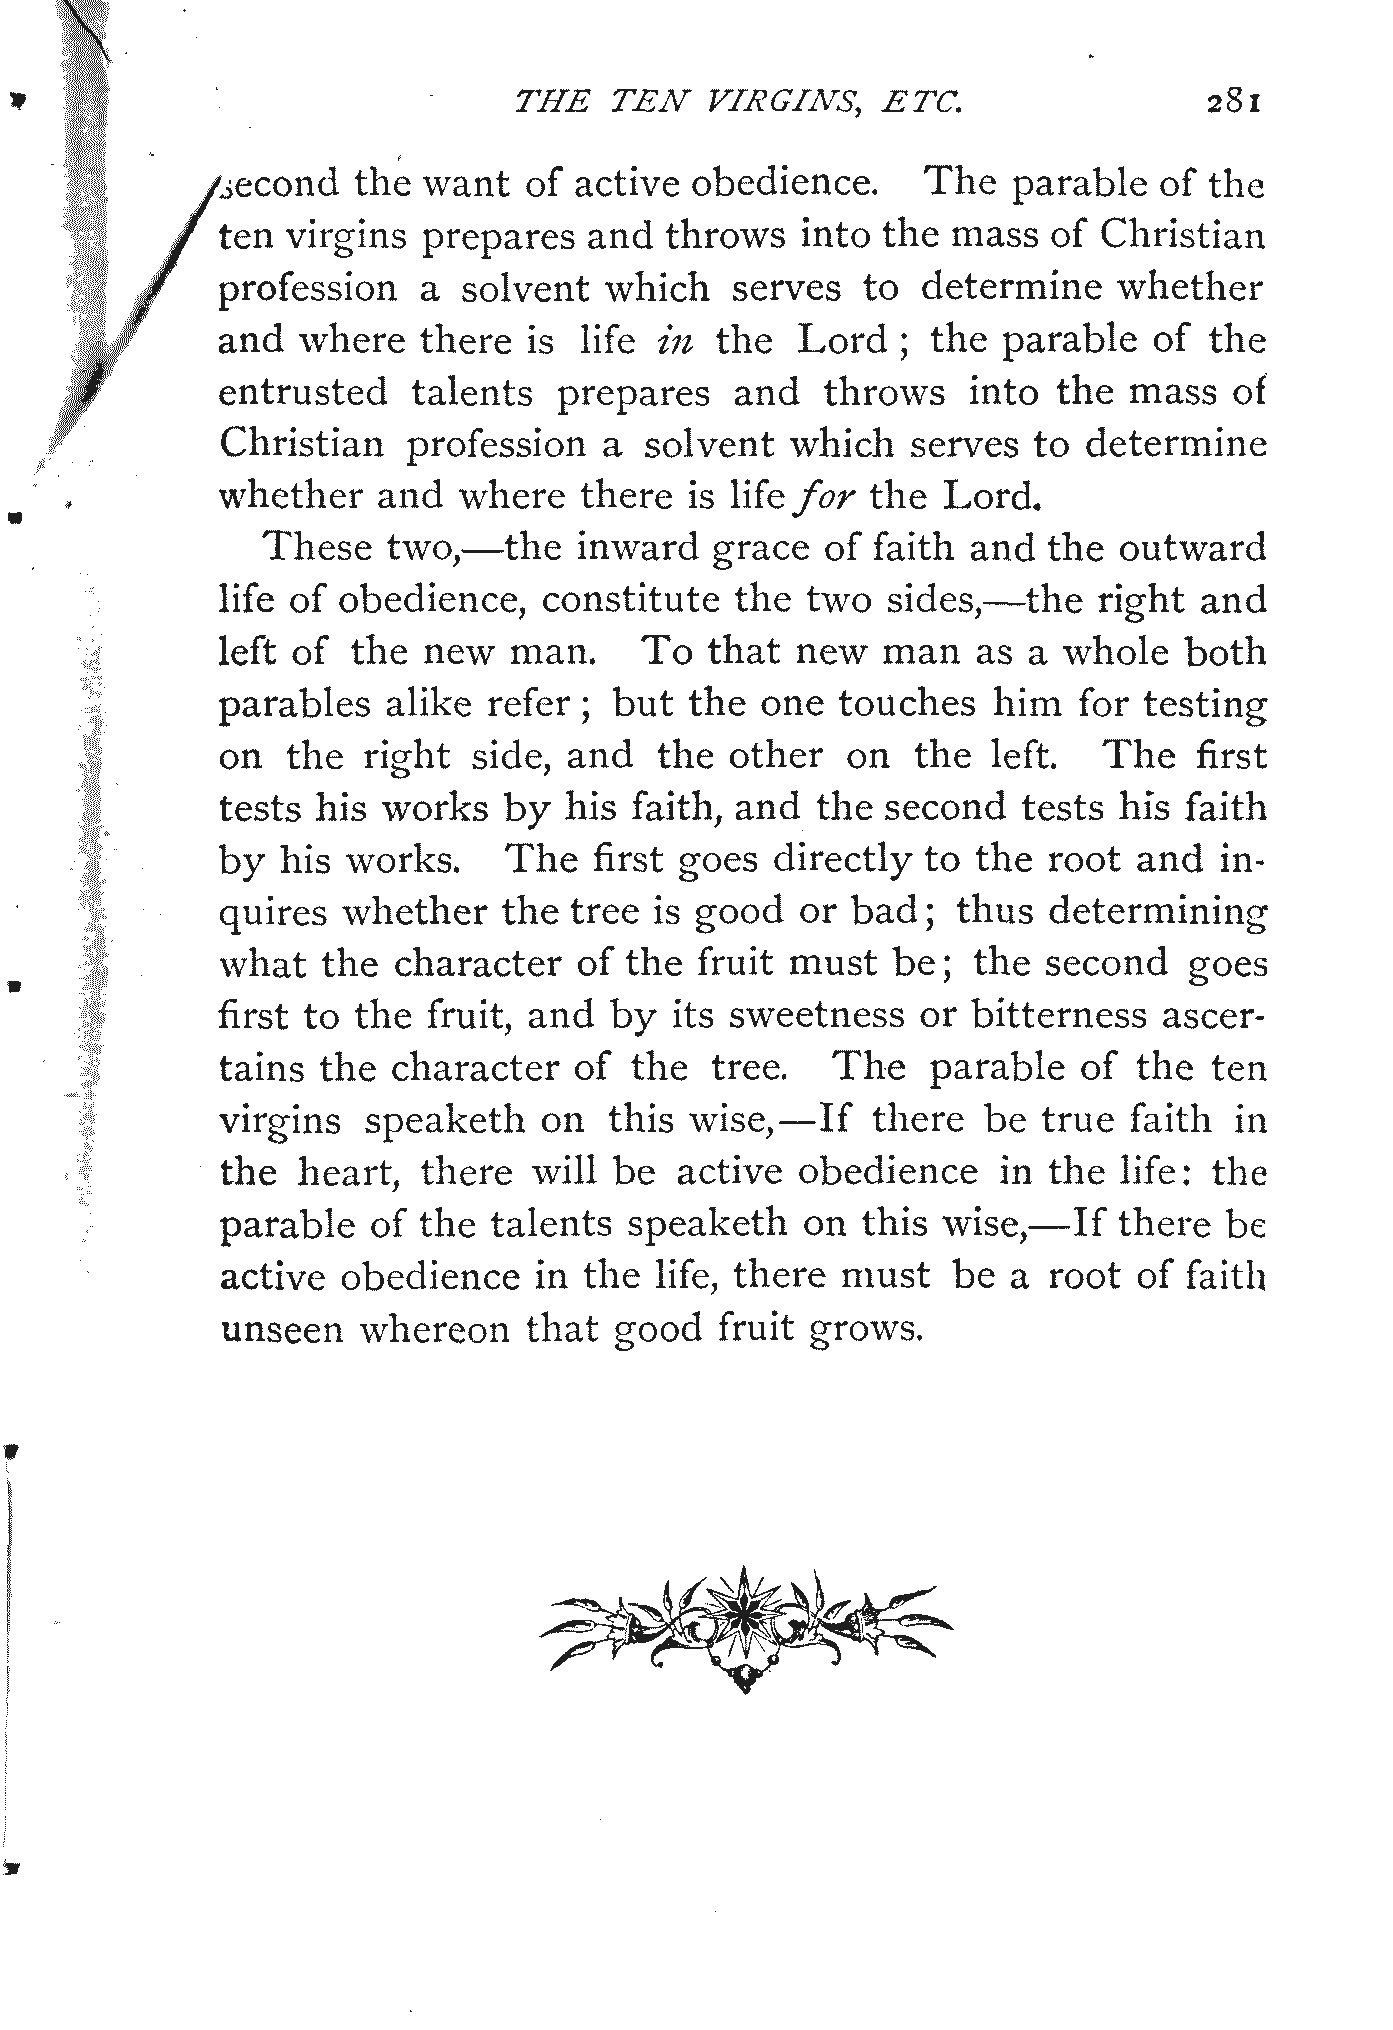 THE TEN VIRGINS, ETC. 281
second the want of active obedience. The parable of the
ten virgins prepares and throws into the mass of Christian
profession a solvent which serves to determine whether
and where there is life in the Lord ; the parable of the
entrusted talents prepares and throws into the mass of
Christian profession a solvent which serves to determine
whether and where there is life for the Lord.
These two,—the inward grace of faith and the outward
life of obedience, constitute the two sides,—the right and
left of the new man. To that new man as a whole both
parables alike refer ; but the one touches him for testing
on the right side, and the other on the left. The first
tests his works by his faith, and the second tests his faith
by his works. The first goes directly to the root and in-
quires whether the tree is good or bad ; thus determining
what the character of the fruit must be ; the second goes
first to the fruit, and by its sweetness or bitterness ascer-
tains the character of the tree. The parable of the ten
virgins speaketh on this wise,—If there be true faith in
the heart, there will be active obedience in the life: the
parable of the talents speaketh on this wise,—If there be
active obedience in the life, there must be a root of faith
unseen whereon that good fruit grows.